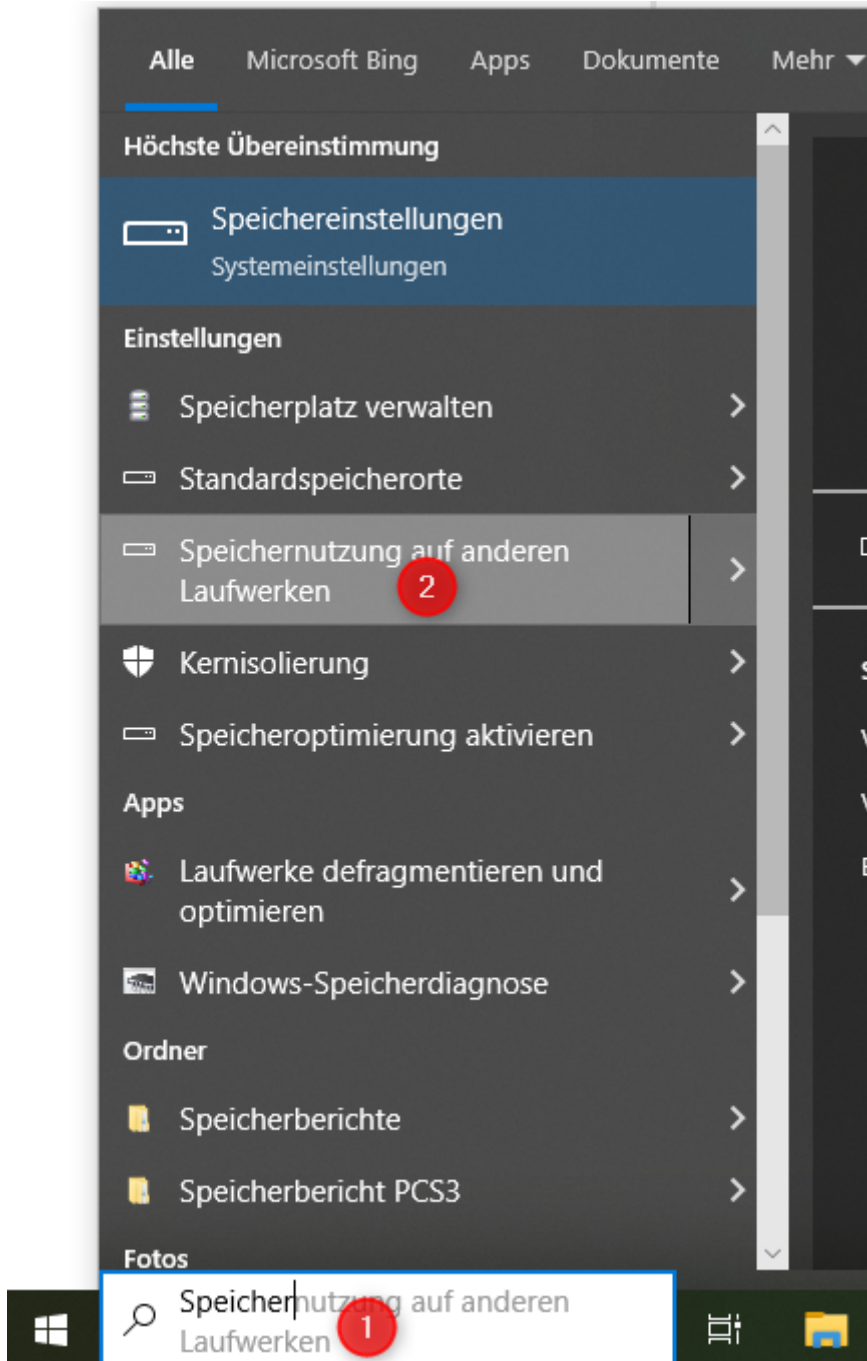 Alle Microsoft Bing Apps Dokumente Mehr
Höchste Übereinstimmung
Speichereinstellungen
Systemeinstellungen
Einstellungen
Speicherplatz verwalten
Standardspeicherorte
Speichernutzung auf anderen
Laufwerken
2
Kernisolierung
Speicheroptimierung aktivieren
Apps
Laufwerke defragmentieren und
optimieren
Windows-Speicherdiagnose
Ordner
Speicherberichte
Speicherbericht PCS3
Fotos
Speichernutzung auf anderen
Laufwerken
1